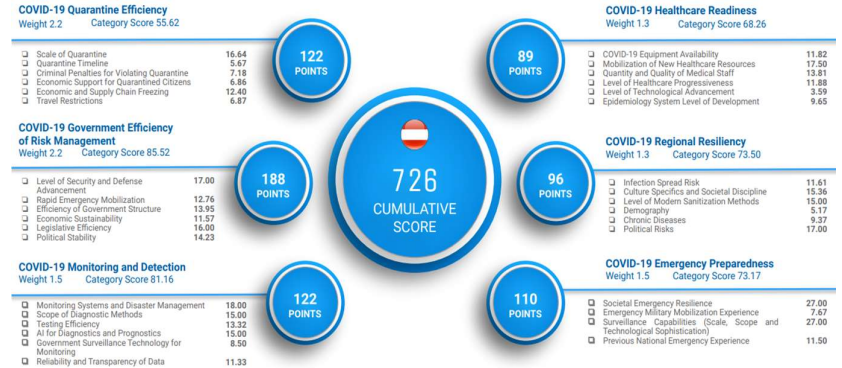 COVID-19 Quarantine Efficiency
Weight 2.2 Category Score 55.62
Scale of Quarantine 16.64
Quarantine Timeline 5.67
Criminal Penalties for Violating Quarantine 7.18
Economic Support for Quarantined Citizens 6.86
Economic and Supply Chain Freezing 12.40
Travel Restrictions 6.87
122
POINTS
COVID-19 Government Efficiency
of Risk Management
Weight 2.2 Category Score 85.52
Level of Security and Defense 17.00
Advancement
Rapid Emergency Mobilization 12.76
Efficiency of Government Structure 13.95
Economic Sustainability 11.57
Legislative Efficiency 16.00
Political Stability 14.23
188
POINTS
COVID-19 Monitoring and Detection
Weight 1.5 Category Score 81.16
Monitoring Systems and Disaster Management 18.00
Scope of Diagnostic Methods 15.00
Testing Efficiency 13.32
AI for Diagnostics and Prognostics 15.00
Government Surveillance Technology for 8.50
Monitoring
Reliability and Transparency of Data 11.33
122
POINTS
726
CUMULATIVE
SCORE
COVID-19 Healthcare Readiness
Weight 1.3 Category Score 68.26
COVID-19 Equipment Availability 11.82
Mobilization of New Healthcare Resources 17.50
Quantity and Quality of Medical Staff 13.81
Level of Healthcare Progressiveness 11.88
Level of Technological Advancement 3.59
Epidemiology System Level of Development 9.65
89
POINTS
COVID-19 Regional Resiliency
Weight 1.3 Category Score 73.50
Infection Spread Risk 11.61
Culture Specifics and Societal Discipline 15.36
Level of Modern Sanitization Methods 15.00
Demography 5.17
Chronic Diseases 9.37
Political Risks 17.00
96
POINTS
COVID-19 Emergency Preparedness
Weight 1.5 Category Score 73.17
Societal Emergency Resilience 27.00
Emergency Military Mobilization Experience 7.67
Surveillance Capabilities (Scale, Scope and 27.00
Technological Sophistication)
Previous National Emergency Experience 11.50
110
POINTS